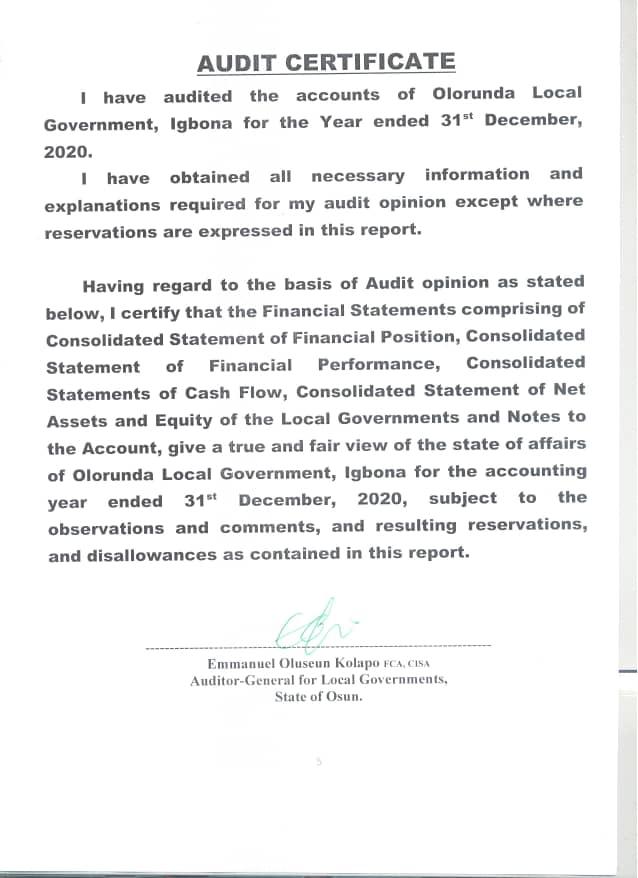 AUDIT CERTIFICATE
I have audited the accounts of Olorunda Local
Government, Igbona for the Year ended 31st December,
2020.
I have obtained all necessary information and
explanations required for my audit opinion except where
reservations are expressed in this report.
Having regard to the basis of Audit opinion as stated
below, I certify that the Financial Statements comprising of
Consolidated Statement of Financial Position, Consolidated
Statement of Financial Performance, Consolidated
Statements of Cash Flow, Consolidated Statement of Net
Assets and Equity of the Local Governments and Notes to
the Account, give a true and fair view of the state of affairs
of Olorunda Local Government, Igbona for the accounting
year ended 31st December, 2020, subject to the
observations and comments, and resulting reservations,
and disallowances as contained in this report.
Emmanuel Oluseun Kolapo FCA, CISA
Auditor-General for Local Governments,
State of Osun.